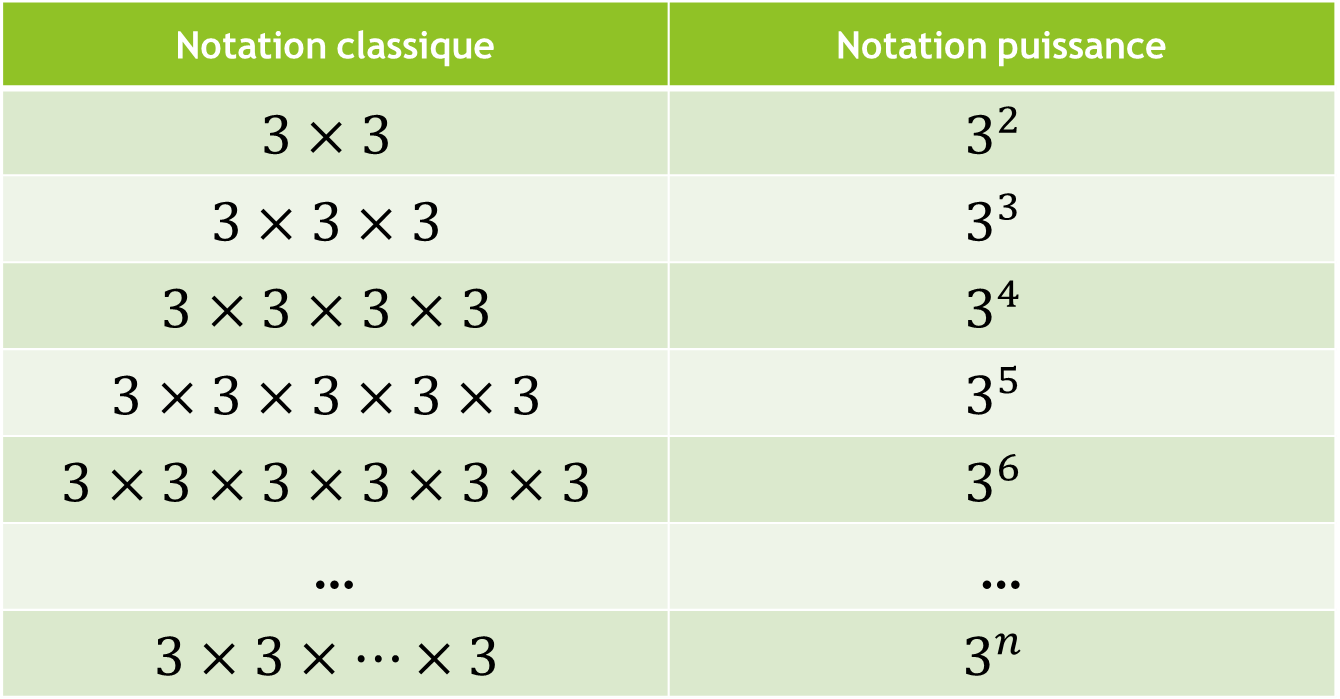 Notation classique Notation puissance
3 × 3 3²
3 × 3 × 3 3³
3 × 3 × 3 × 3 3⁴
3 × 3 × 3 × 3 × 3 3⁵
3 × 3 × 3 × 3 × 3 × 3 3⁶
... ...
3 × 3 × ⋯ × 3 3ⁿ